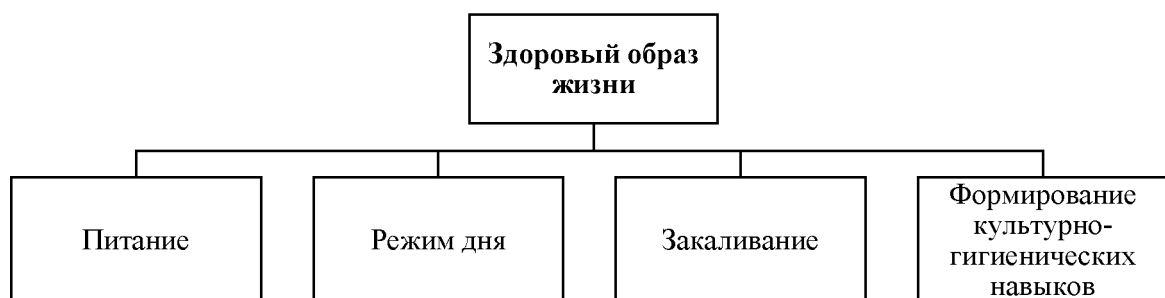 Здоровый образ
жизни
Питание
Режим дня
Закаливание
Формирование
культурно-
гигиенических
навыков